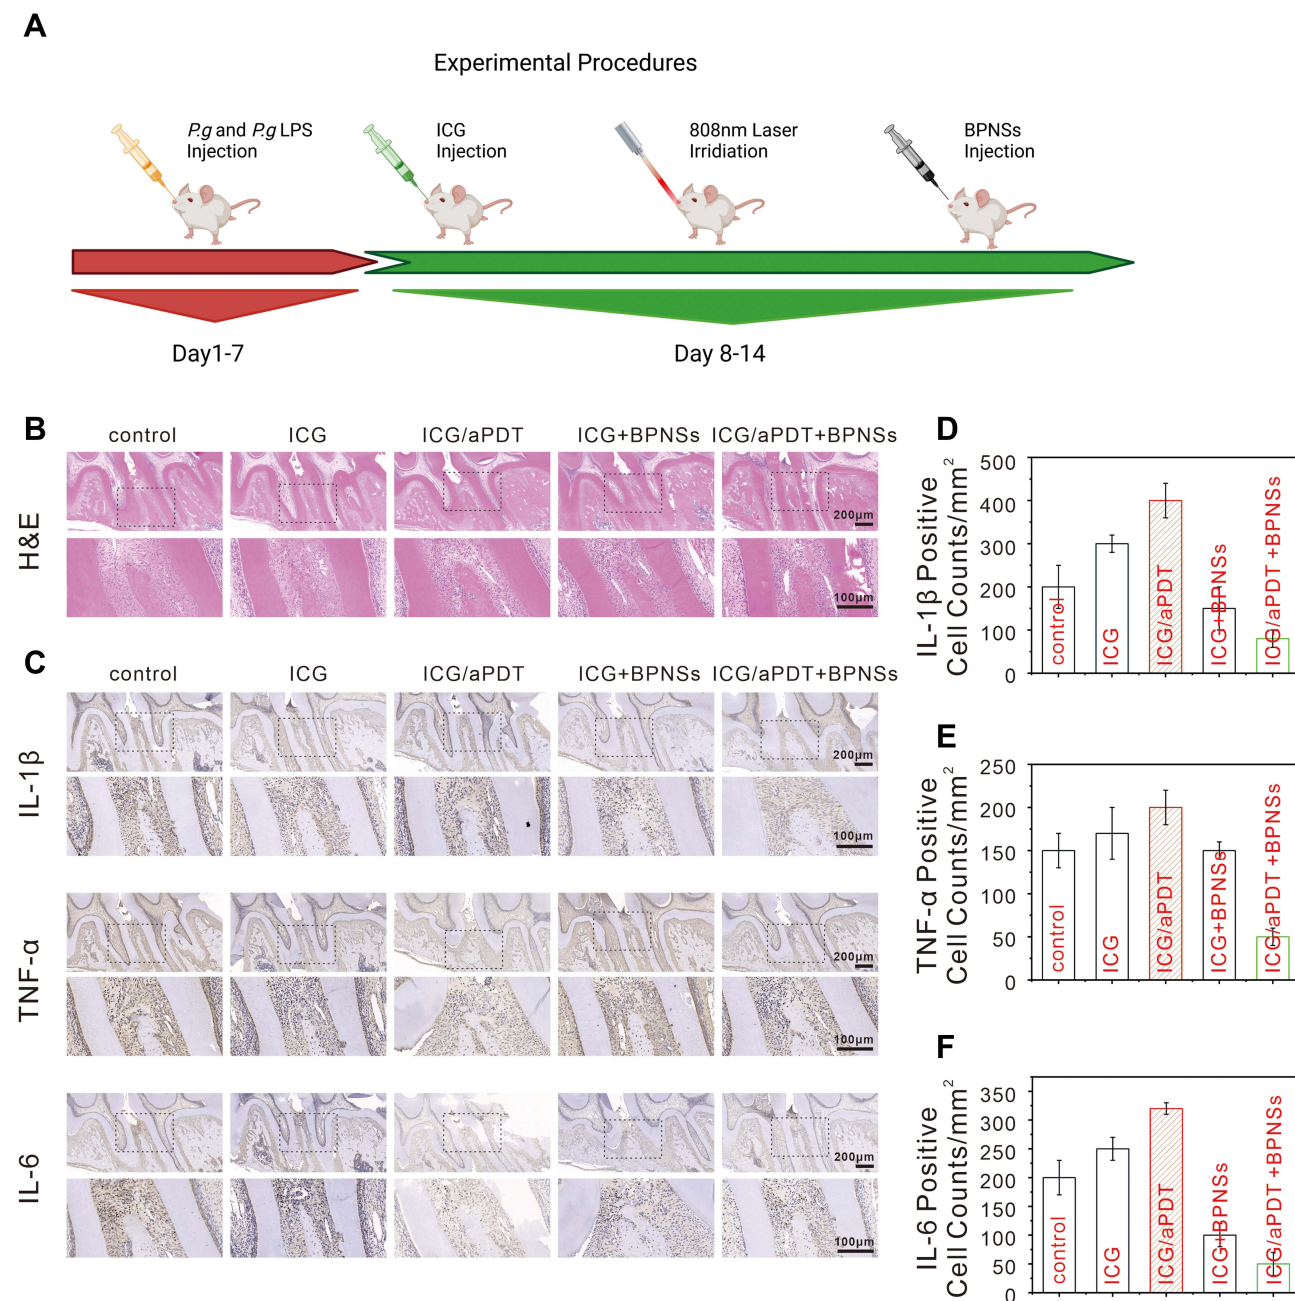 A
Experimental Procedures
P.g and P.g LPS
Injection
ICG
Injection
808nm Laser
Irridiation
BPNSs
Injection
Day1-7
Day 8-14
B
control
ICG
ICG/aPDT
ICG+BPNSs
ICG/aPDT+BPNSs
H&E
200μm
100μm
C
control
ICG
ICG/aPDT
ICG+BPNSs
ICG/aPDT+BPNSs
IL-1β
200μm
100μm
TNF-α
200μm
100μm
IL-6
200μm
100μm
D
IL-1β Positive
Cell Counts/mm²
500
400
300
200
100
0
control
ICG
ICG/aPDT
ICG+BPNSs
ICG/aPDT +BPNSs
E
TNF-α Positive
Cell Counts/mm²
250
200
150
100
50
0
control
ICG
ICG/aPDT
ICG+BPNSs
ICG/aPDT +BPNSs
F
IL-6 Positive
Cell Counts/mm²
350
300
250
200
150
100
50
0
control
ICG
ICG/aPDT
ICG+BPNSs
ICG/aPDT +BPNSs